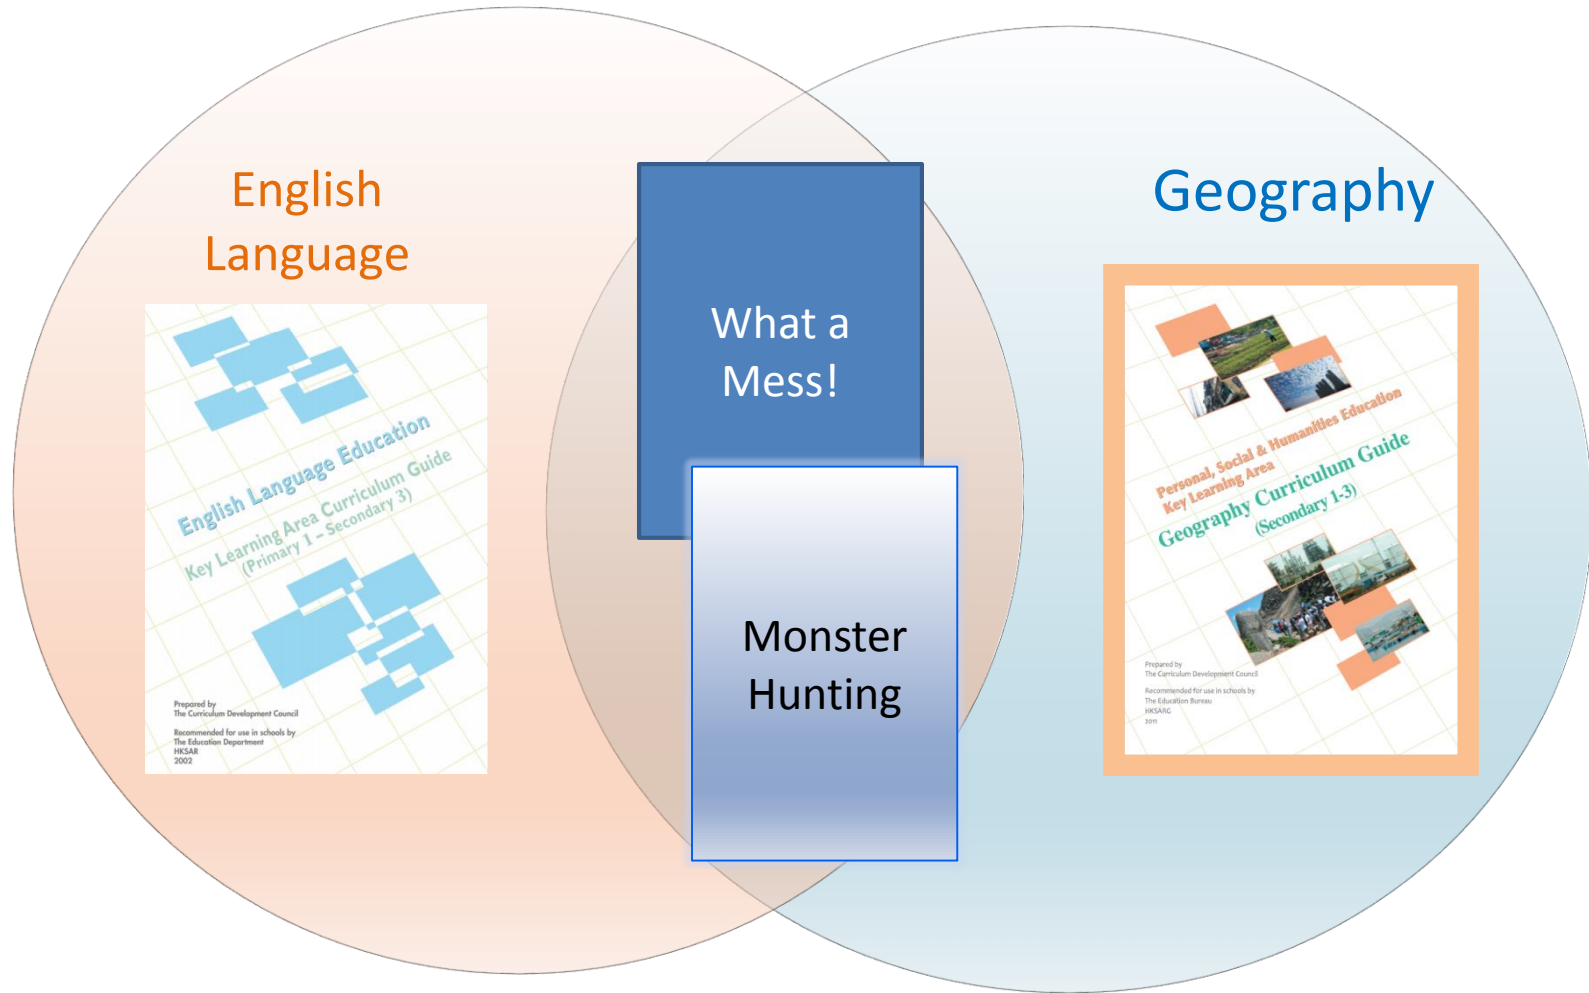 English
Language
English Language Education
Key Learning Area Curriculum Guide
(Primary 1 – Secondary 3)
Prepared by
The Curriculum Development Council
Recommended for use in schools by
The Education Department
HKSAR
2002
What a
Mess!
Monster
Hunting
Geography
Personal, Social & Humanities Education
Key Learning Area
Geography Curriculum Guide
(Secondary 1-3)
Prepared by
The Curriculum Development Council
Recommended for use in schools by
The Education Bureau
HKSARG
2011